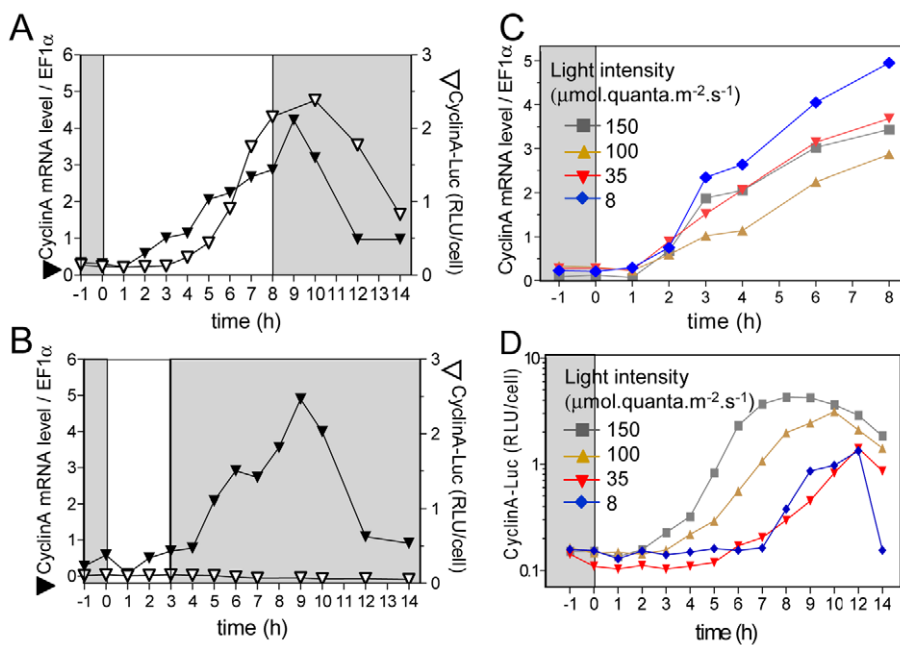 A
▼CyclinA mRNA level / EF1α
6
5
4
3
2
1
0
3
2
1
0
▽CyclinA-Luc (RLU/cell)
-1 0 1 2 3 4 5 6 7 8 9 10 11 12 13 14
time (h)
B
▼CyclinA mRNA level / EF1α
6
5
4
3
2
1
0
3
2
1
0
▽CyclinA-Luc (RLU/cell)
-1 0 1 2 3 4 5 6 7 8 9 10 11 12 13 14
time (h)
C
CyclinA mRNA level / EF1α
5
4
3
2
1
0
Light intensity
(μmol.quanta.m-2.s-1)
150
100
35
8
-1 0 1 2 3 4 5 6 7 8
time (h)
D
CyclinA-Luc (RLU/cell)
10
1
0.1
Light intensity
(μmol.quanta.m-2.s-1)
150
100
35
8
-1 0 1 2 3 4 5 6 7 8 9 10 12 14
time (h)